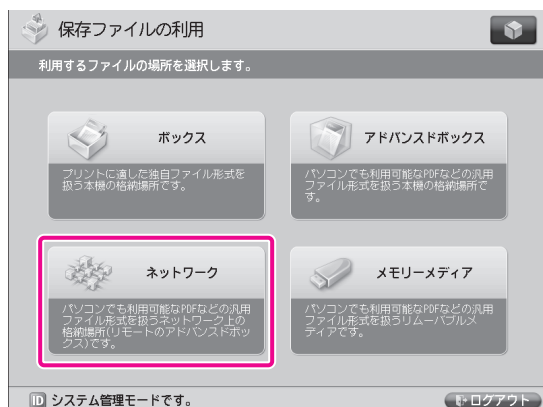 保存ファイルの利用
利用するファイルの場所を選択します。
ボックス
プリントに適した独自ファイル形式を
扱う本機の格納場所です。
アドバンスドボックス
パソコンでも利用可能なPDFなどの汎用
ファイル形式を扱う本機の格納場所で
す。
ネットワーク
パソコンでも利用可能なPDFなどの汎用
ファイル形式を扱うネットワーク上の
格納場所(リモートのアドバンスドボッ
クス)です。
メモリーメディア
パソコンでも利用可能なPDFなどの汎用
ファイル形式を扱うリムーバブルメ
ディアです。
ID システム管理モードです。
ログアウト